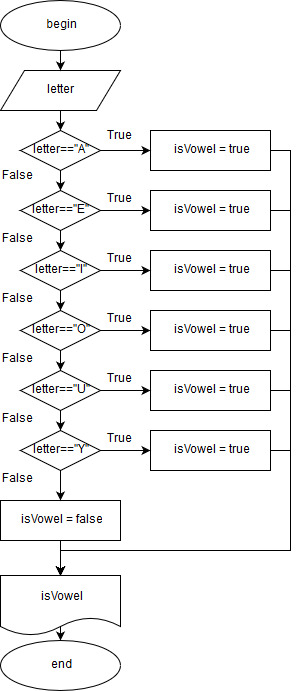 begin
letter
True
letter=="A"
isVowel = true
False
True
letter=="E"
isVowel = true
False
True
letter=="I"
isVowel = true
False
True
letter=="O"
isVowel = true
False
True
letter=="U"
isVowel = true
False
True
letter=="Y"
isVowel = true
False
isVowel = false
isVowel
end